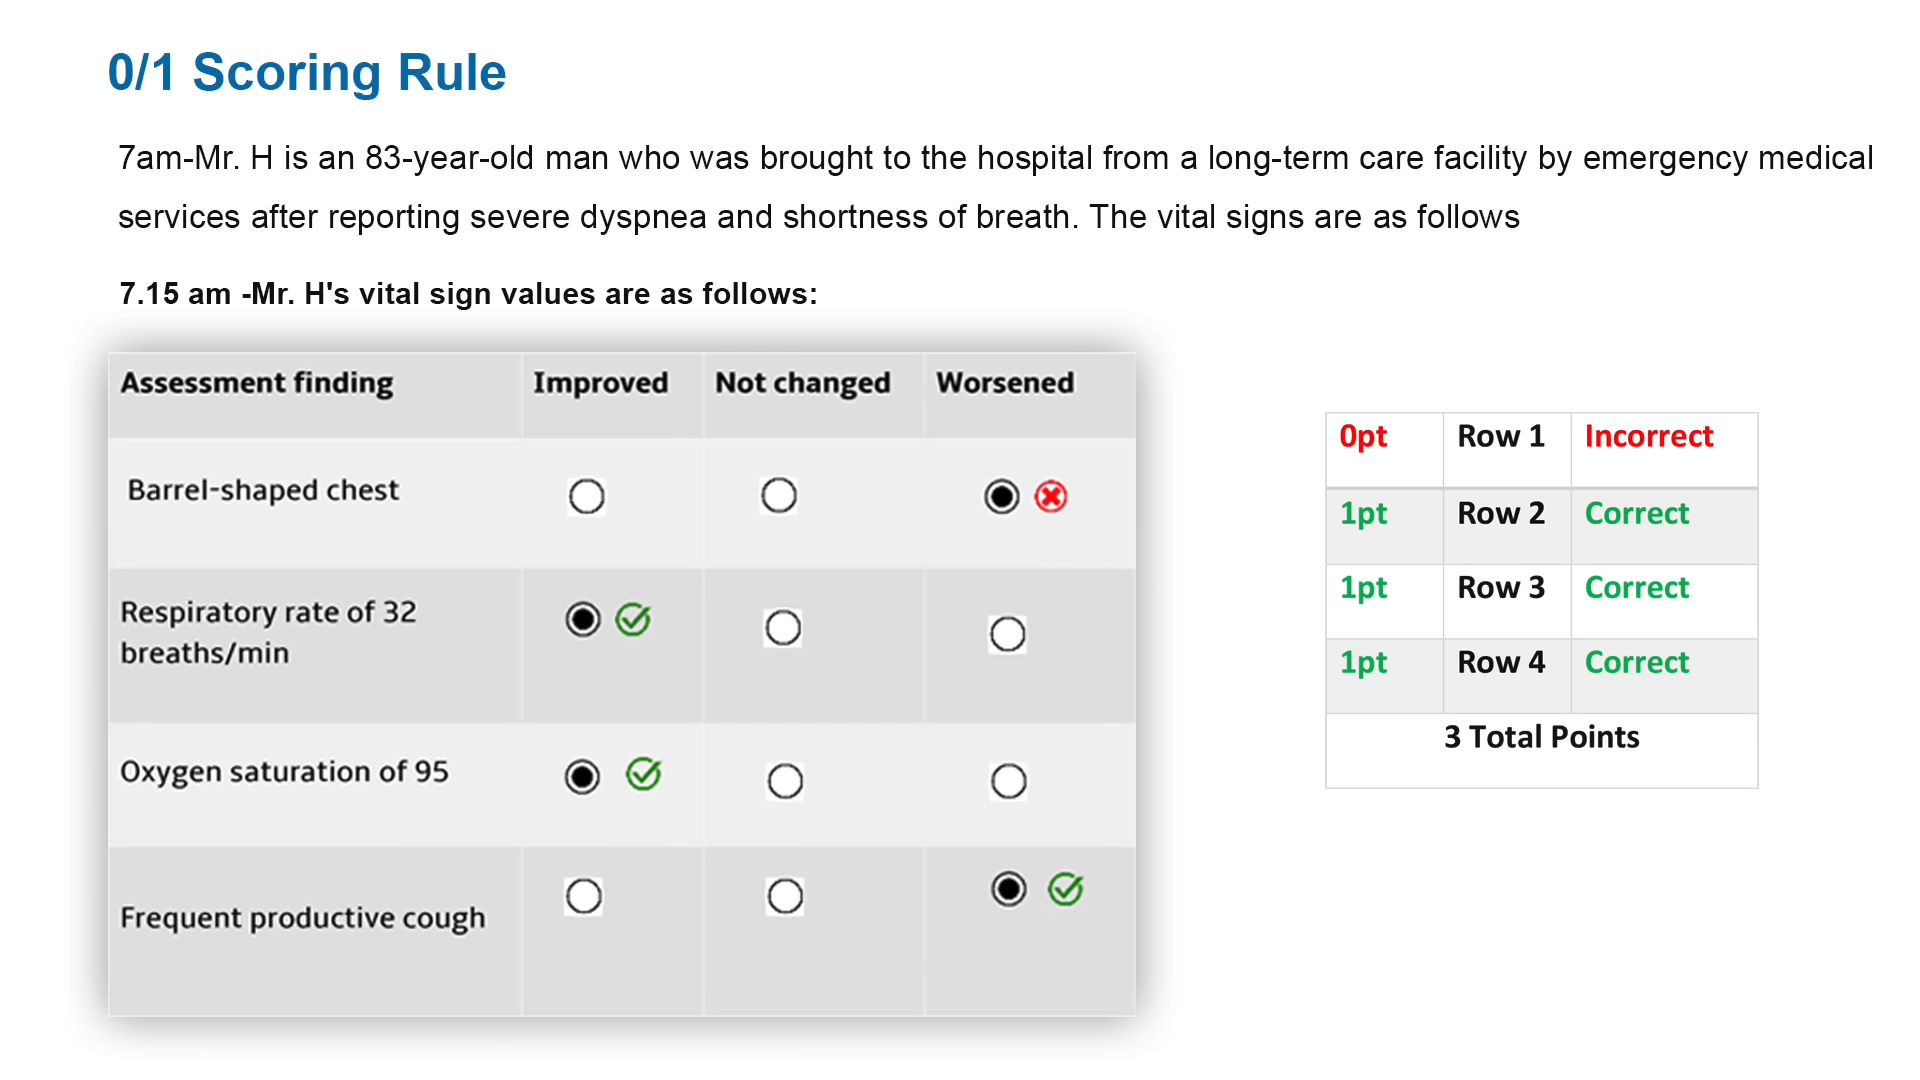 0/1 Scoring Rule
7am-Mr. H is an 83-year-old man who was brought to the hospital from a long-term care facility by emergency medical
services after reporting severe dyspnea and shortness of breath. The vital signs are as follows
7.15 am -Mr. H's vital sign values are as follows:
Assessment finding Improved Not changed Worsened
Barrel-shaped chest
Respiratory rate of 32
breaths/min
Oxygen saturation of 95
Frequent productive cough
0pt Row 1 Incorrect
1pt Row 2 Correct
1pt Row 3 Correct
1pt Row 4 Correct
3 Total Points